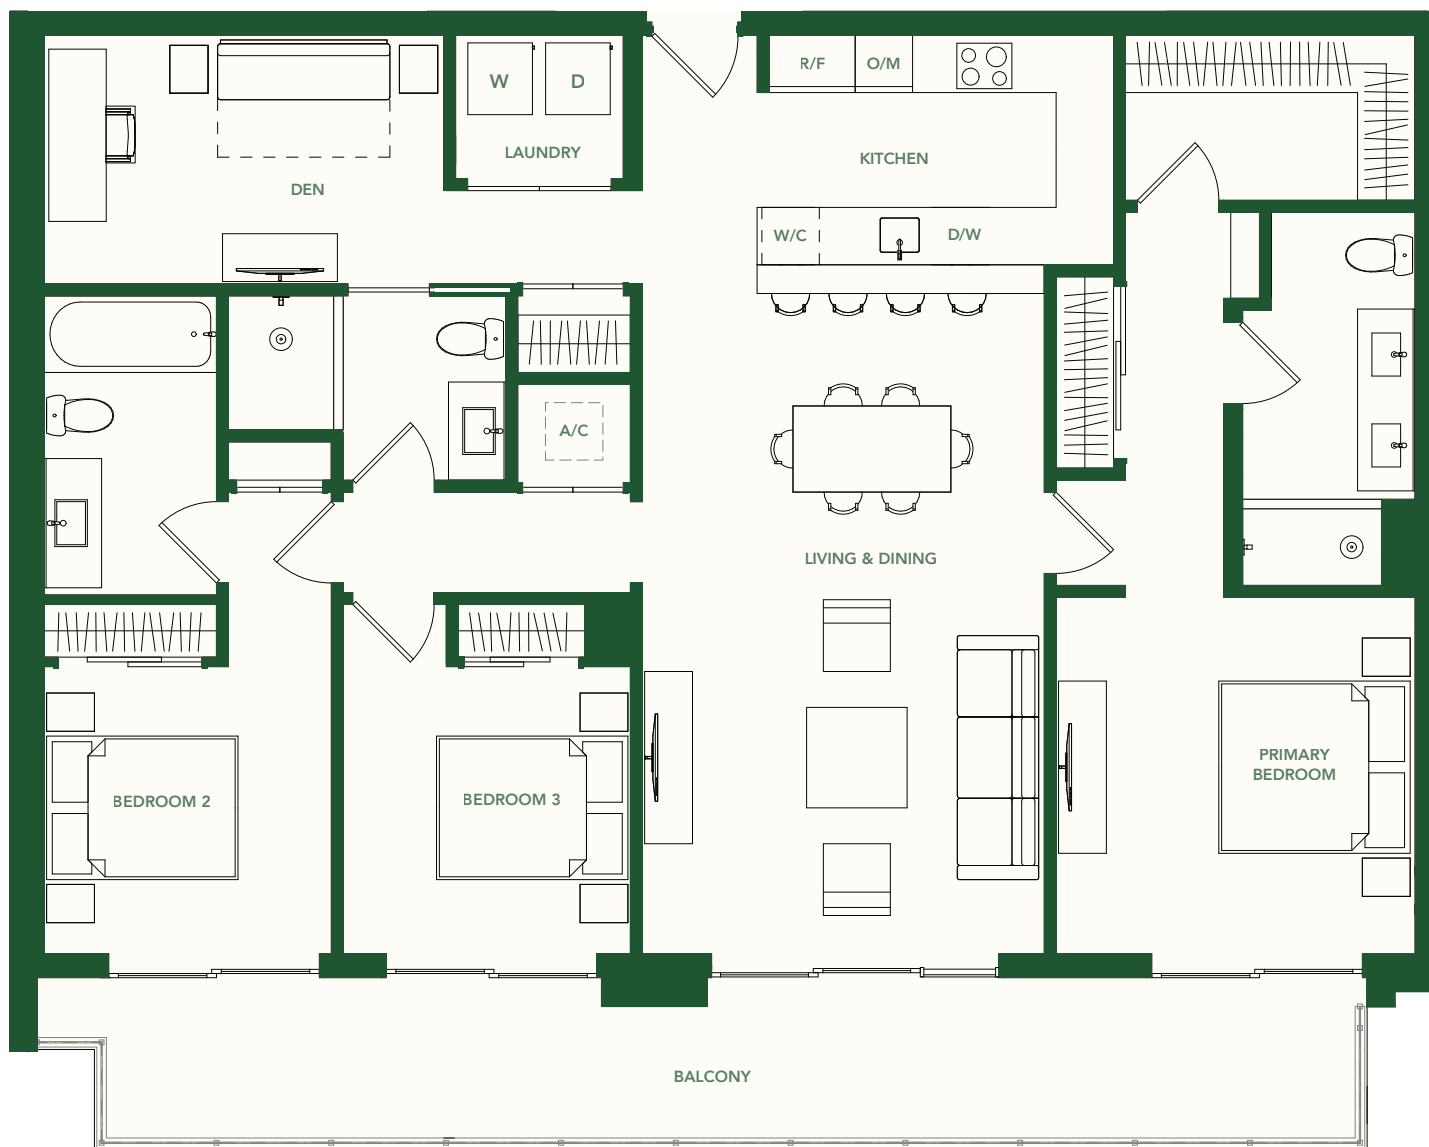 R/F
O/M
W
D
LAUNDRY
KITCHEN
DEN
W/C
D/W
A/C
LIVING & DINING
PRIMARY
BEDROOM
BEDROOM 2
BEDROOM 3
BALCONY